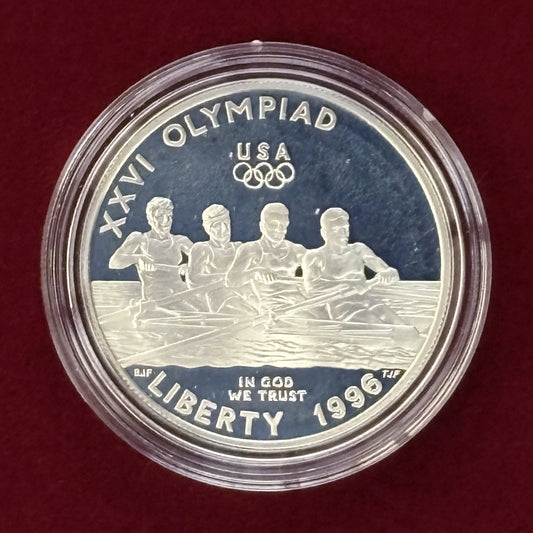 XXVI OLYMPIAD
USA
BJF
TJF
IN GOD
WE TRUST
LIBERTY 1996